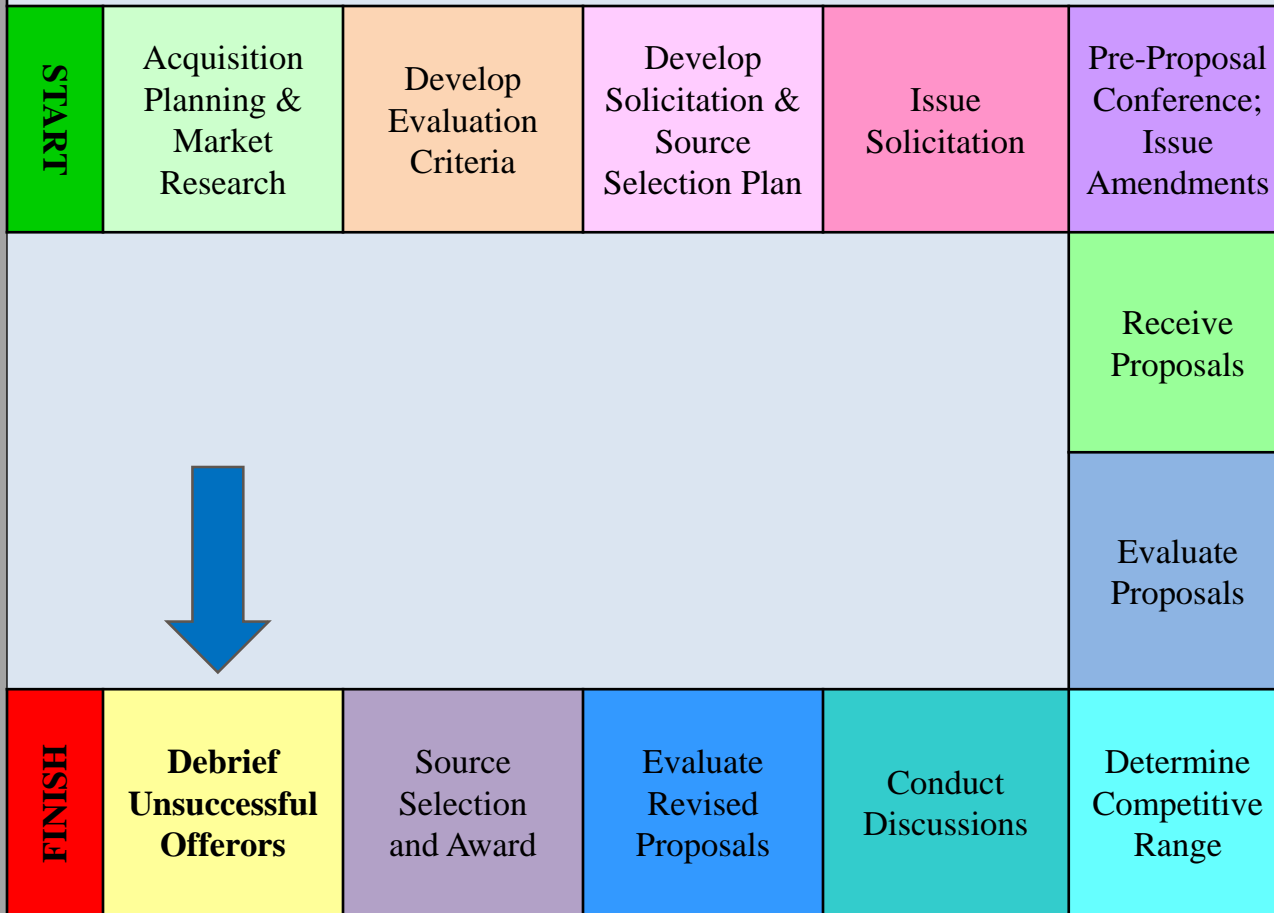 START
Acquisition
Planning &
Market
Research
Develop
Evaluation
Criteria
Develop
Solicitation &
Source
Selection Plan
Issue
Solicitation
Pre-Proposal
Conference;
Issue
Amendments
Receive
Proposals
Evaluate
Proposals
FINISH
Debrief
Unsuccessful
Offerors
Source
Selection
and Award
Evaluate
Revised
Proposals
Conduct
Discussions
Determine
Competitive
Range